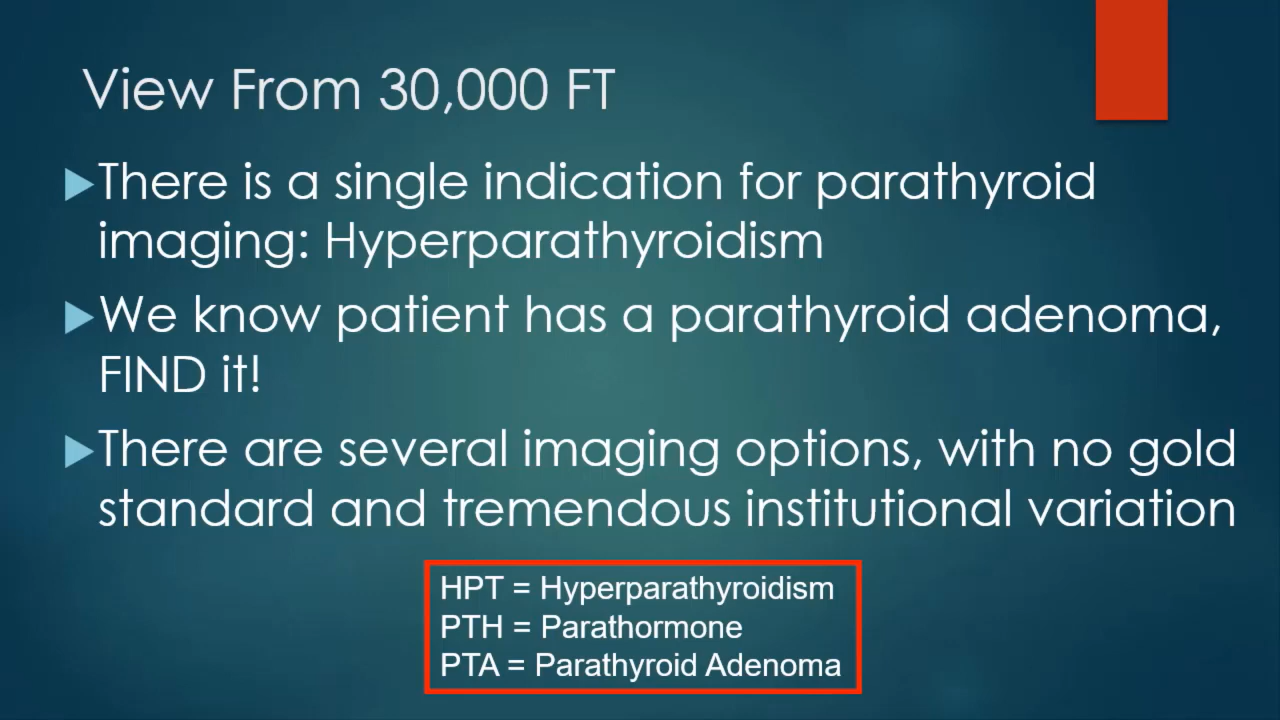 View From 30,000 FT
There is a single indication for parathyroid
imaging: Hyperparathyroidism
We know patient has a parathyroid adenoma,
FIND it!
There are several imaging options, with no gold
standard and tremendous institutional variation
HPT = Hyperparathyroidism
PTH = Parathormone
PTA = Parathyroid Adenoma